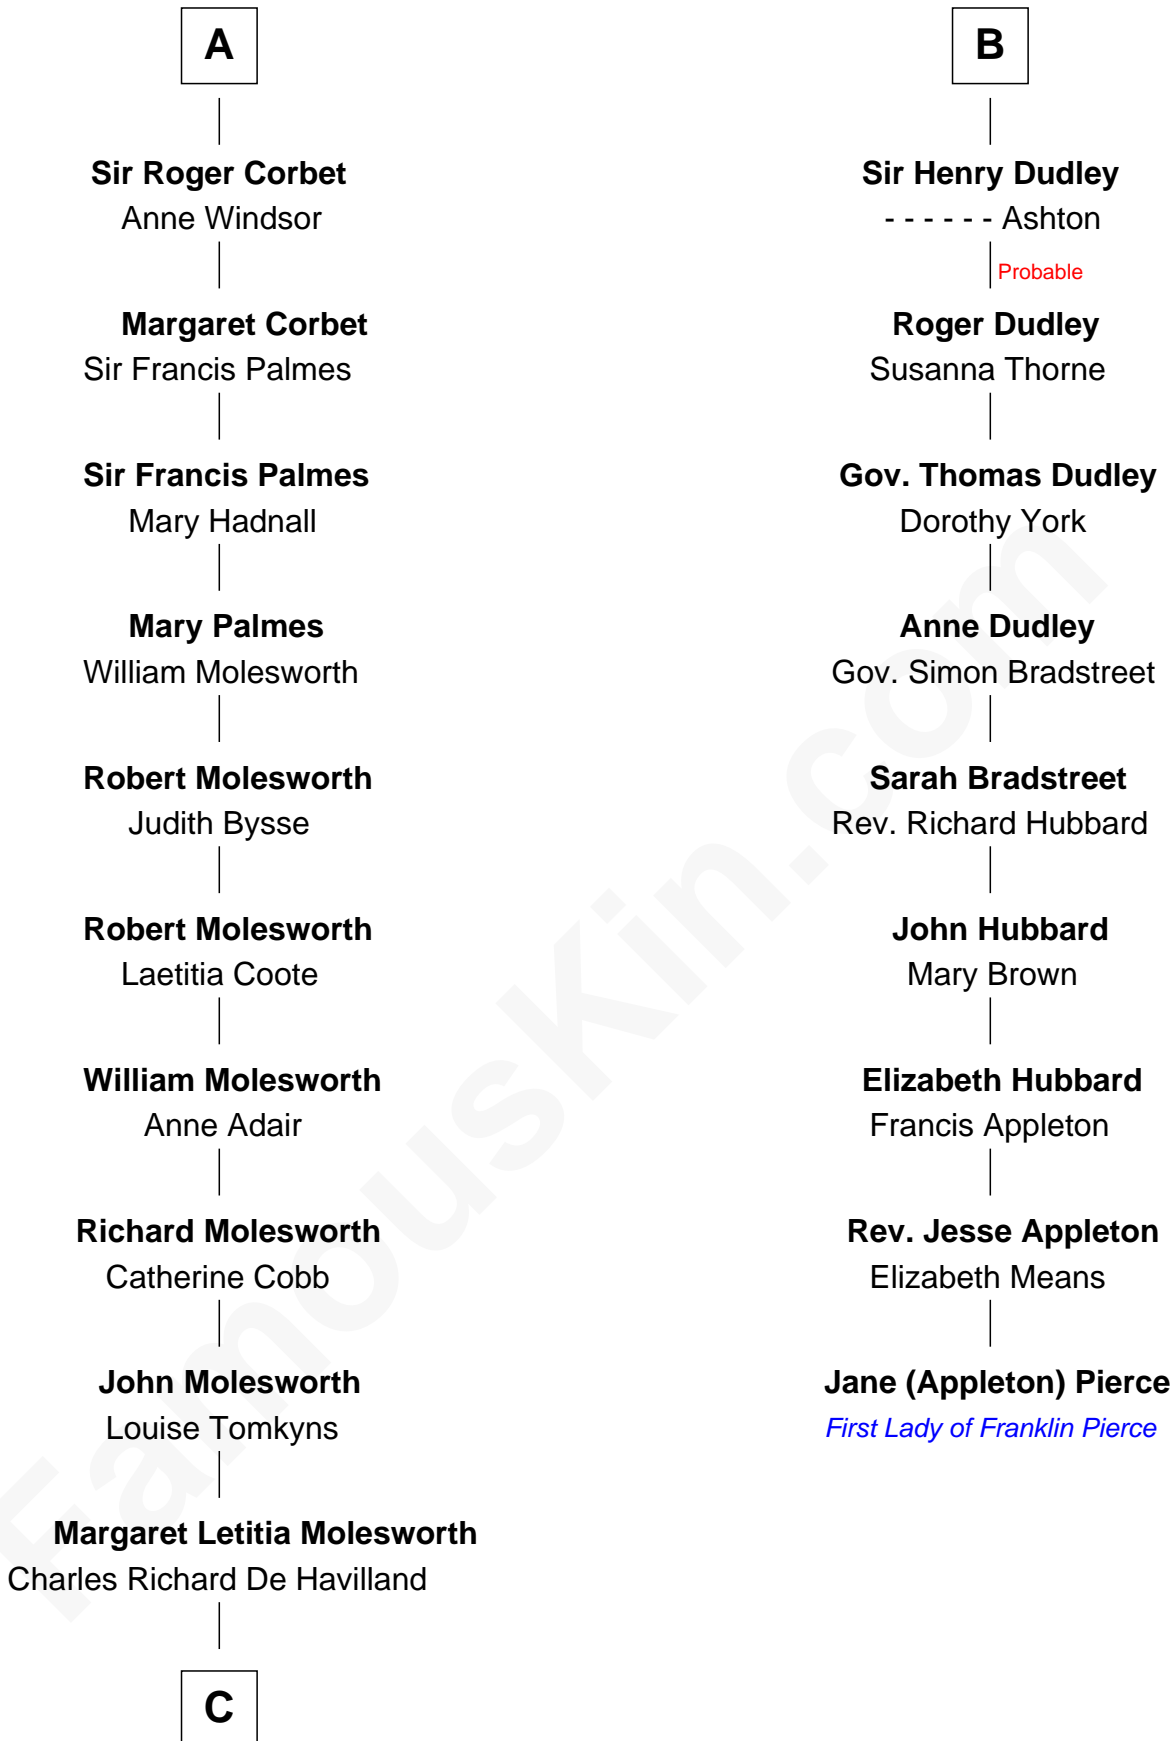 A
Sir Roger Corbet
Anne Windsor
Margaret Corbet
Sir Francis Palmes
Sir Francis Palmes
Mary Hadnall
Mary Palmes
William Molesworth
Robert Molesworth
Judith Bysse
Robert Molesworth
Laetitia Coote
William Molesworth
Anne Adair
Richard Molesworth
Catherine Cobb
John Molesworth
Louise Tomkyns
Margaret Letitia Molesworth
Charles Richard De Havilland
C
B
Sir Henry Dudley
- - - - - - Ashton
Probable
Roger Dudley
Susanna Thorne
Gov. Thomas Dudley
Dorothy York
Anne Dudley
Gov. Simon Bradstreet
Sarah Bradstreet
Rev. Richard Hubbard
John Hubbard
Mary Brown
Elizabeth Hubbard
Francis Appleton
Rev. Jesse Appleton
Elizabeth Means
Jane (Appleton) Pierce
First Lady of Franklin Pierce
FamousKin.com